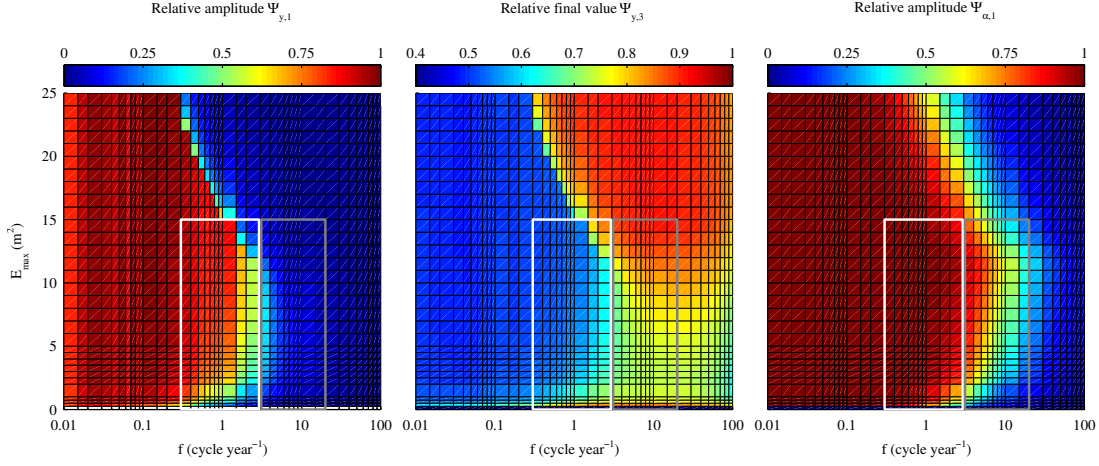 Relative amplitude Ψy,1
0 0.25 0.5 0.75 1
25
20
15
10
5
0
E_max (m²)
0.01 0.1 1 10 100
f (cycle year⁻¹)
Relative final value Ψy,3
0.4 0.5 0.6 0.7 0.8 0.9 1
0.01 0.1 1 10 100
f (cycle year⁻¹)
Relative amplitude Ψα,1
0 0.25 0.5 0.75 1
0.01 0.1 1 10 100
f (cycle year⁻¹)